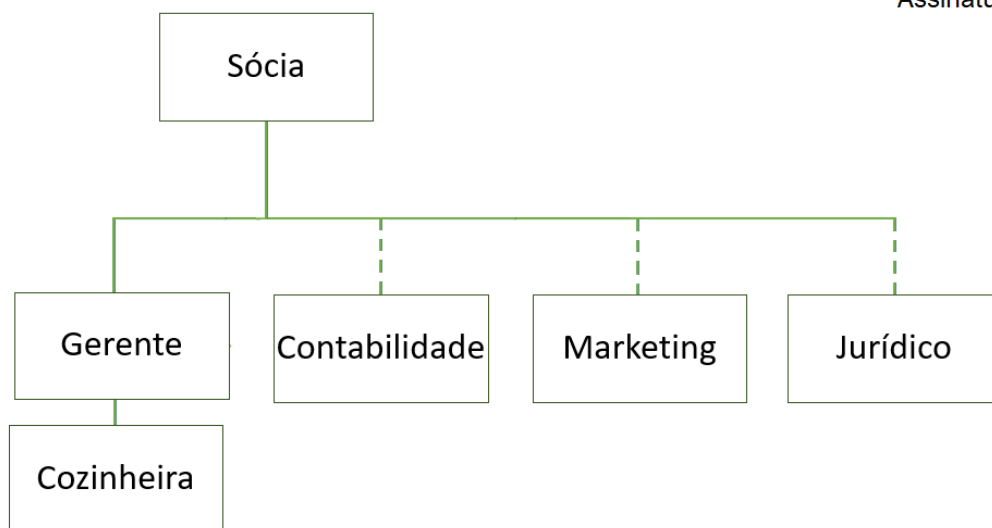 Sócia
Gerente
Contabilidade
Marketing
Jurídico
Cozinheira